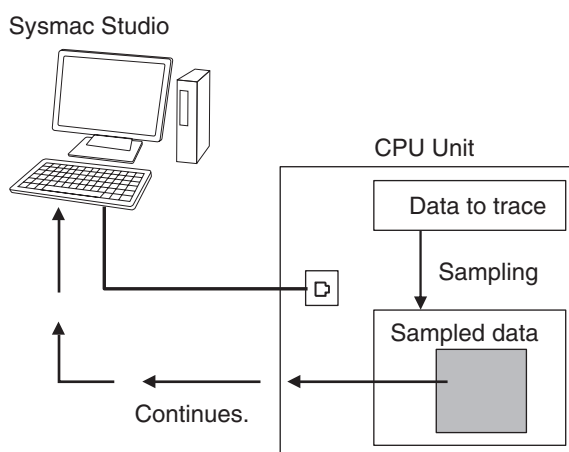 Sysmac Studio
CPU Unit
Data to trace
Sampling
Sampled data
Continues.